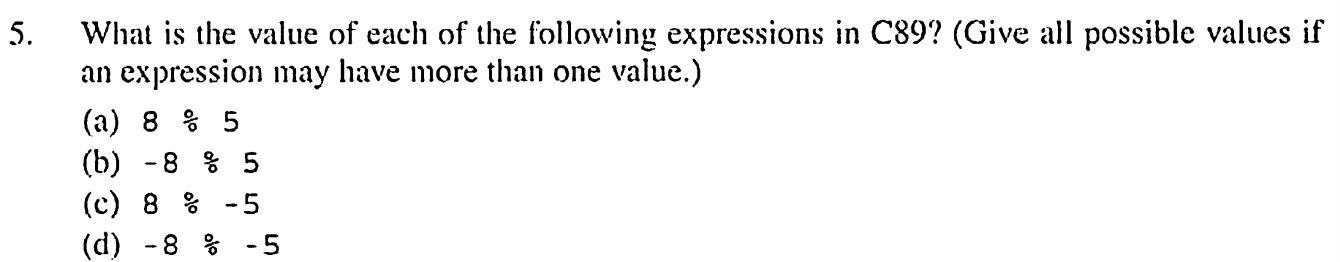 5. What is the value of each of the following expressions in C89? (Give all possible values if
an expression may have more than one value.)
(a) 8 % 5
(b) -8 % 5
(c) 8 % -5
(d) -8 % -5